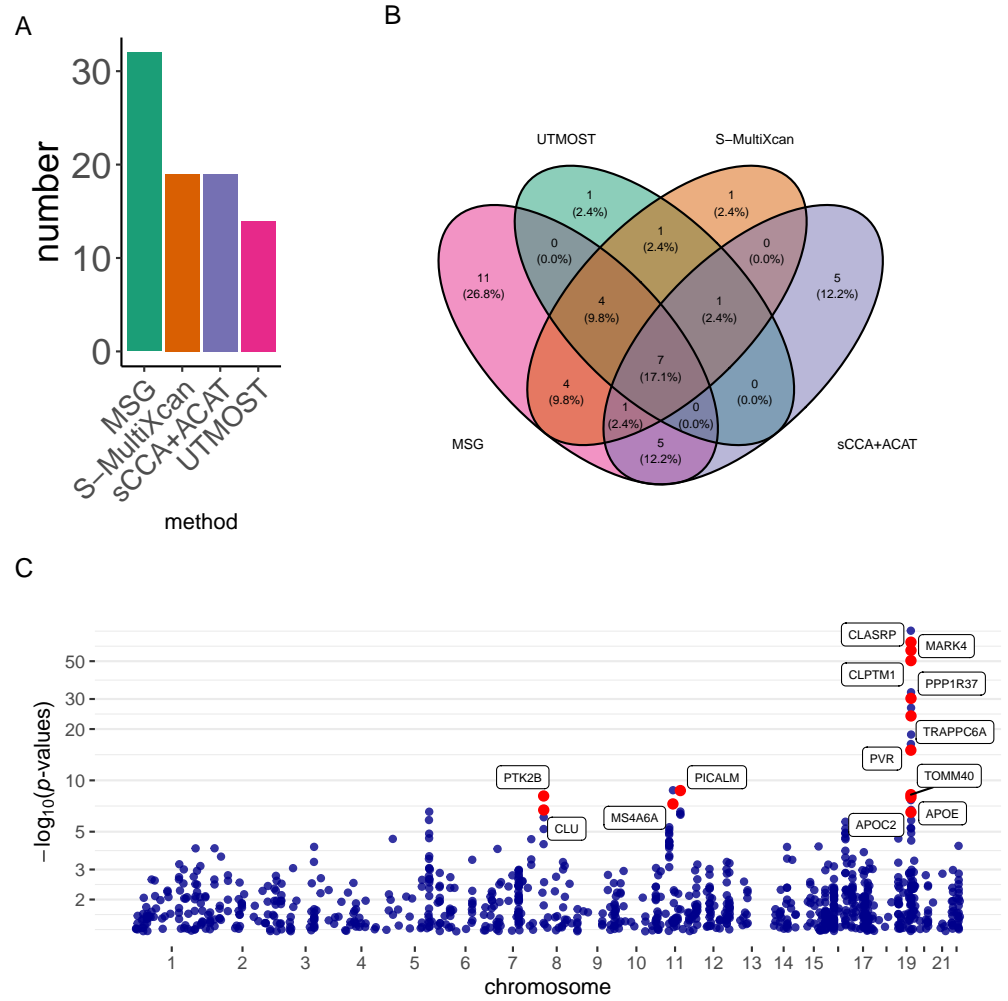 A
number
30
20
10
0
MSG
S−MultiXcan
sCCA+ACAT
UTMOST
method
B
UTMOST
S−MultiXcan
1
(2.4%)
1
(2.4%)
0
(0.0%)
1
(2.4%)
0
(0.0%)
11
(26.8%)
5
(12.2%)
4
(9.8%)
1
(2.4%)
7
(17.1%)
4
(9.8%)
0
(0.0%)
1
(2.4%)
0
(0.0%)
5
(12.2%)
MSG
sCCA+ACAT
C
−log10(p-values)
50
30
20
10
5
3
2
CLASRP
MARK4
CLPTM1
PPP1R37
TRAPPC6A
PVR
TOMM40
APOC2
APOE
PTK2B
CLU
PICALM
MS4A6A
1 2 3 4 5 6 7 8 9 10 11 12 13 14 15 17 19 21
chromosome